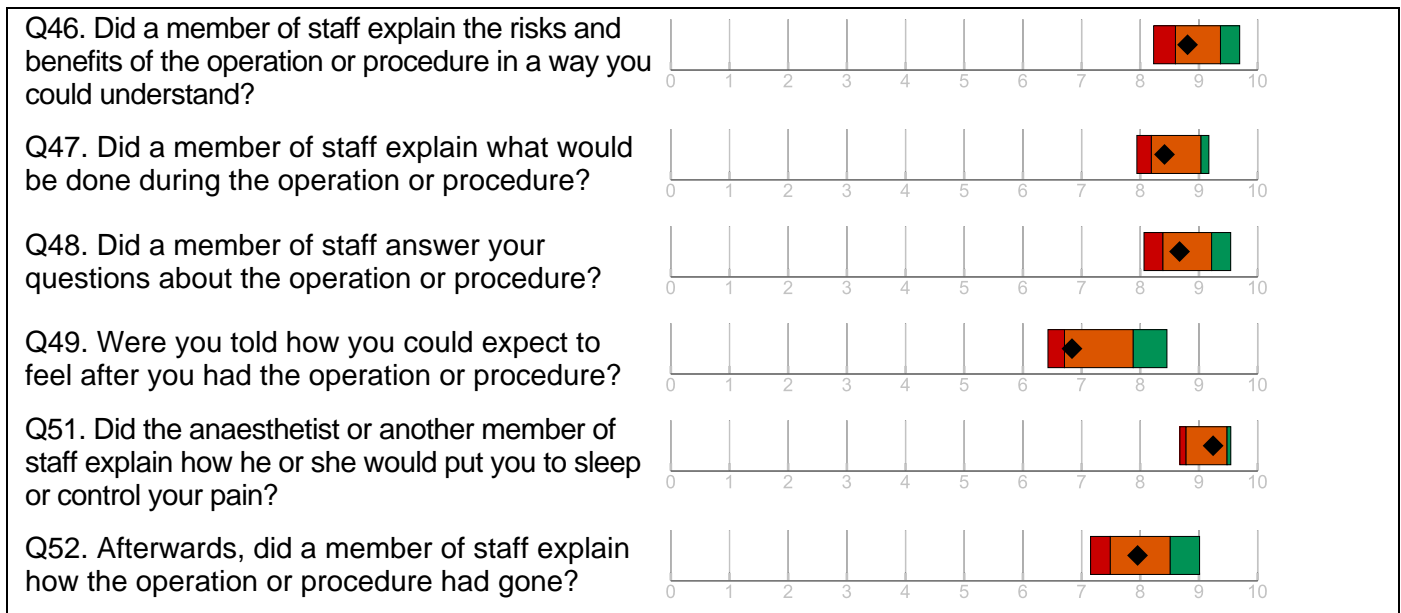 Q46. Did a member of staff explain the risks and
benefits of the operation or procedure in a way you
could understand?
0 1 2 3 4 5 6 7 8 9 10
Q47. Did a member of staff explain what would
be done during the operation or procedure?
0 1 2 3 4 5 6 7 8 9 10
Q48. Did a member of staff answer your
questions about the operation or procedure?
0 1 2 3 4 5 6 7 8 9 10
Q49. Were you told how you could expect to
feel after you had the operation or procedure?
0 1 2 3 4 5 6 7 8 9 10
Q51. Did the anaesthetist or another member of
staff explain how he or she would put you to sleep
or control your pain?
0 1 2 3 4 5 6 7 8 9 10
Q52. Afterwards, did a member of staff explain
how the operation or procedure had gone?
0 1 2 3 4 5 6 7 8 9 10